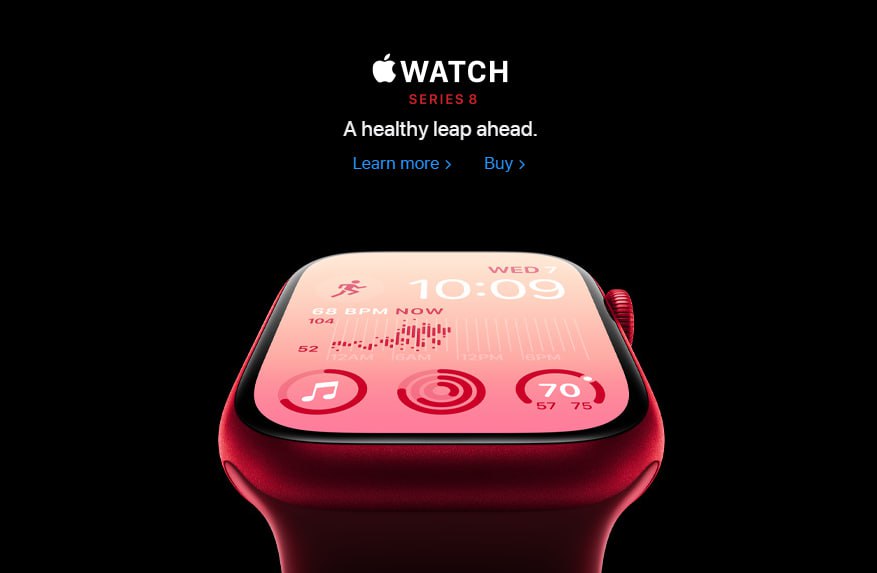 WATCH
SERIES 8
A healthy leap ahead.
Learn more >
Buy >
WED 7
10:09
68 BPM NOW
104
52
12AM 6AM 12PM 6PM
70
57 75